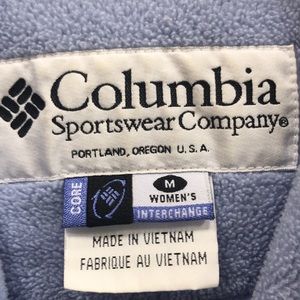 Columbia
Sportswear Company®
PORTLAND, OREGON U.S.A.
CORE
M
WOMEN'S
INTERCHANGE
MADE IN VIETNAM
FABRIQUE AU VIETNAM